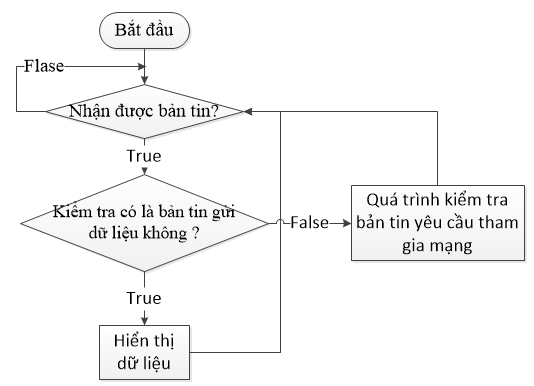 Bắt đầu
Flase
Nhận được bản tin?
True
Kiểm tra có là bản tin gửi
dữ liệu không ?
False
Quá trình kiểm tra
bản tin yêu cầu tham
gia mạng
True
Hiển thị
dữ liệu